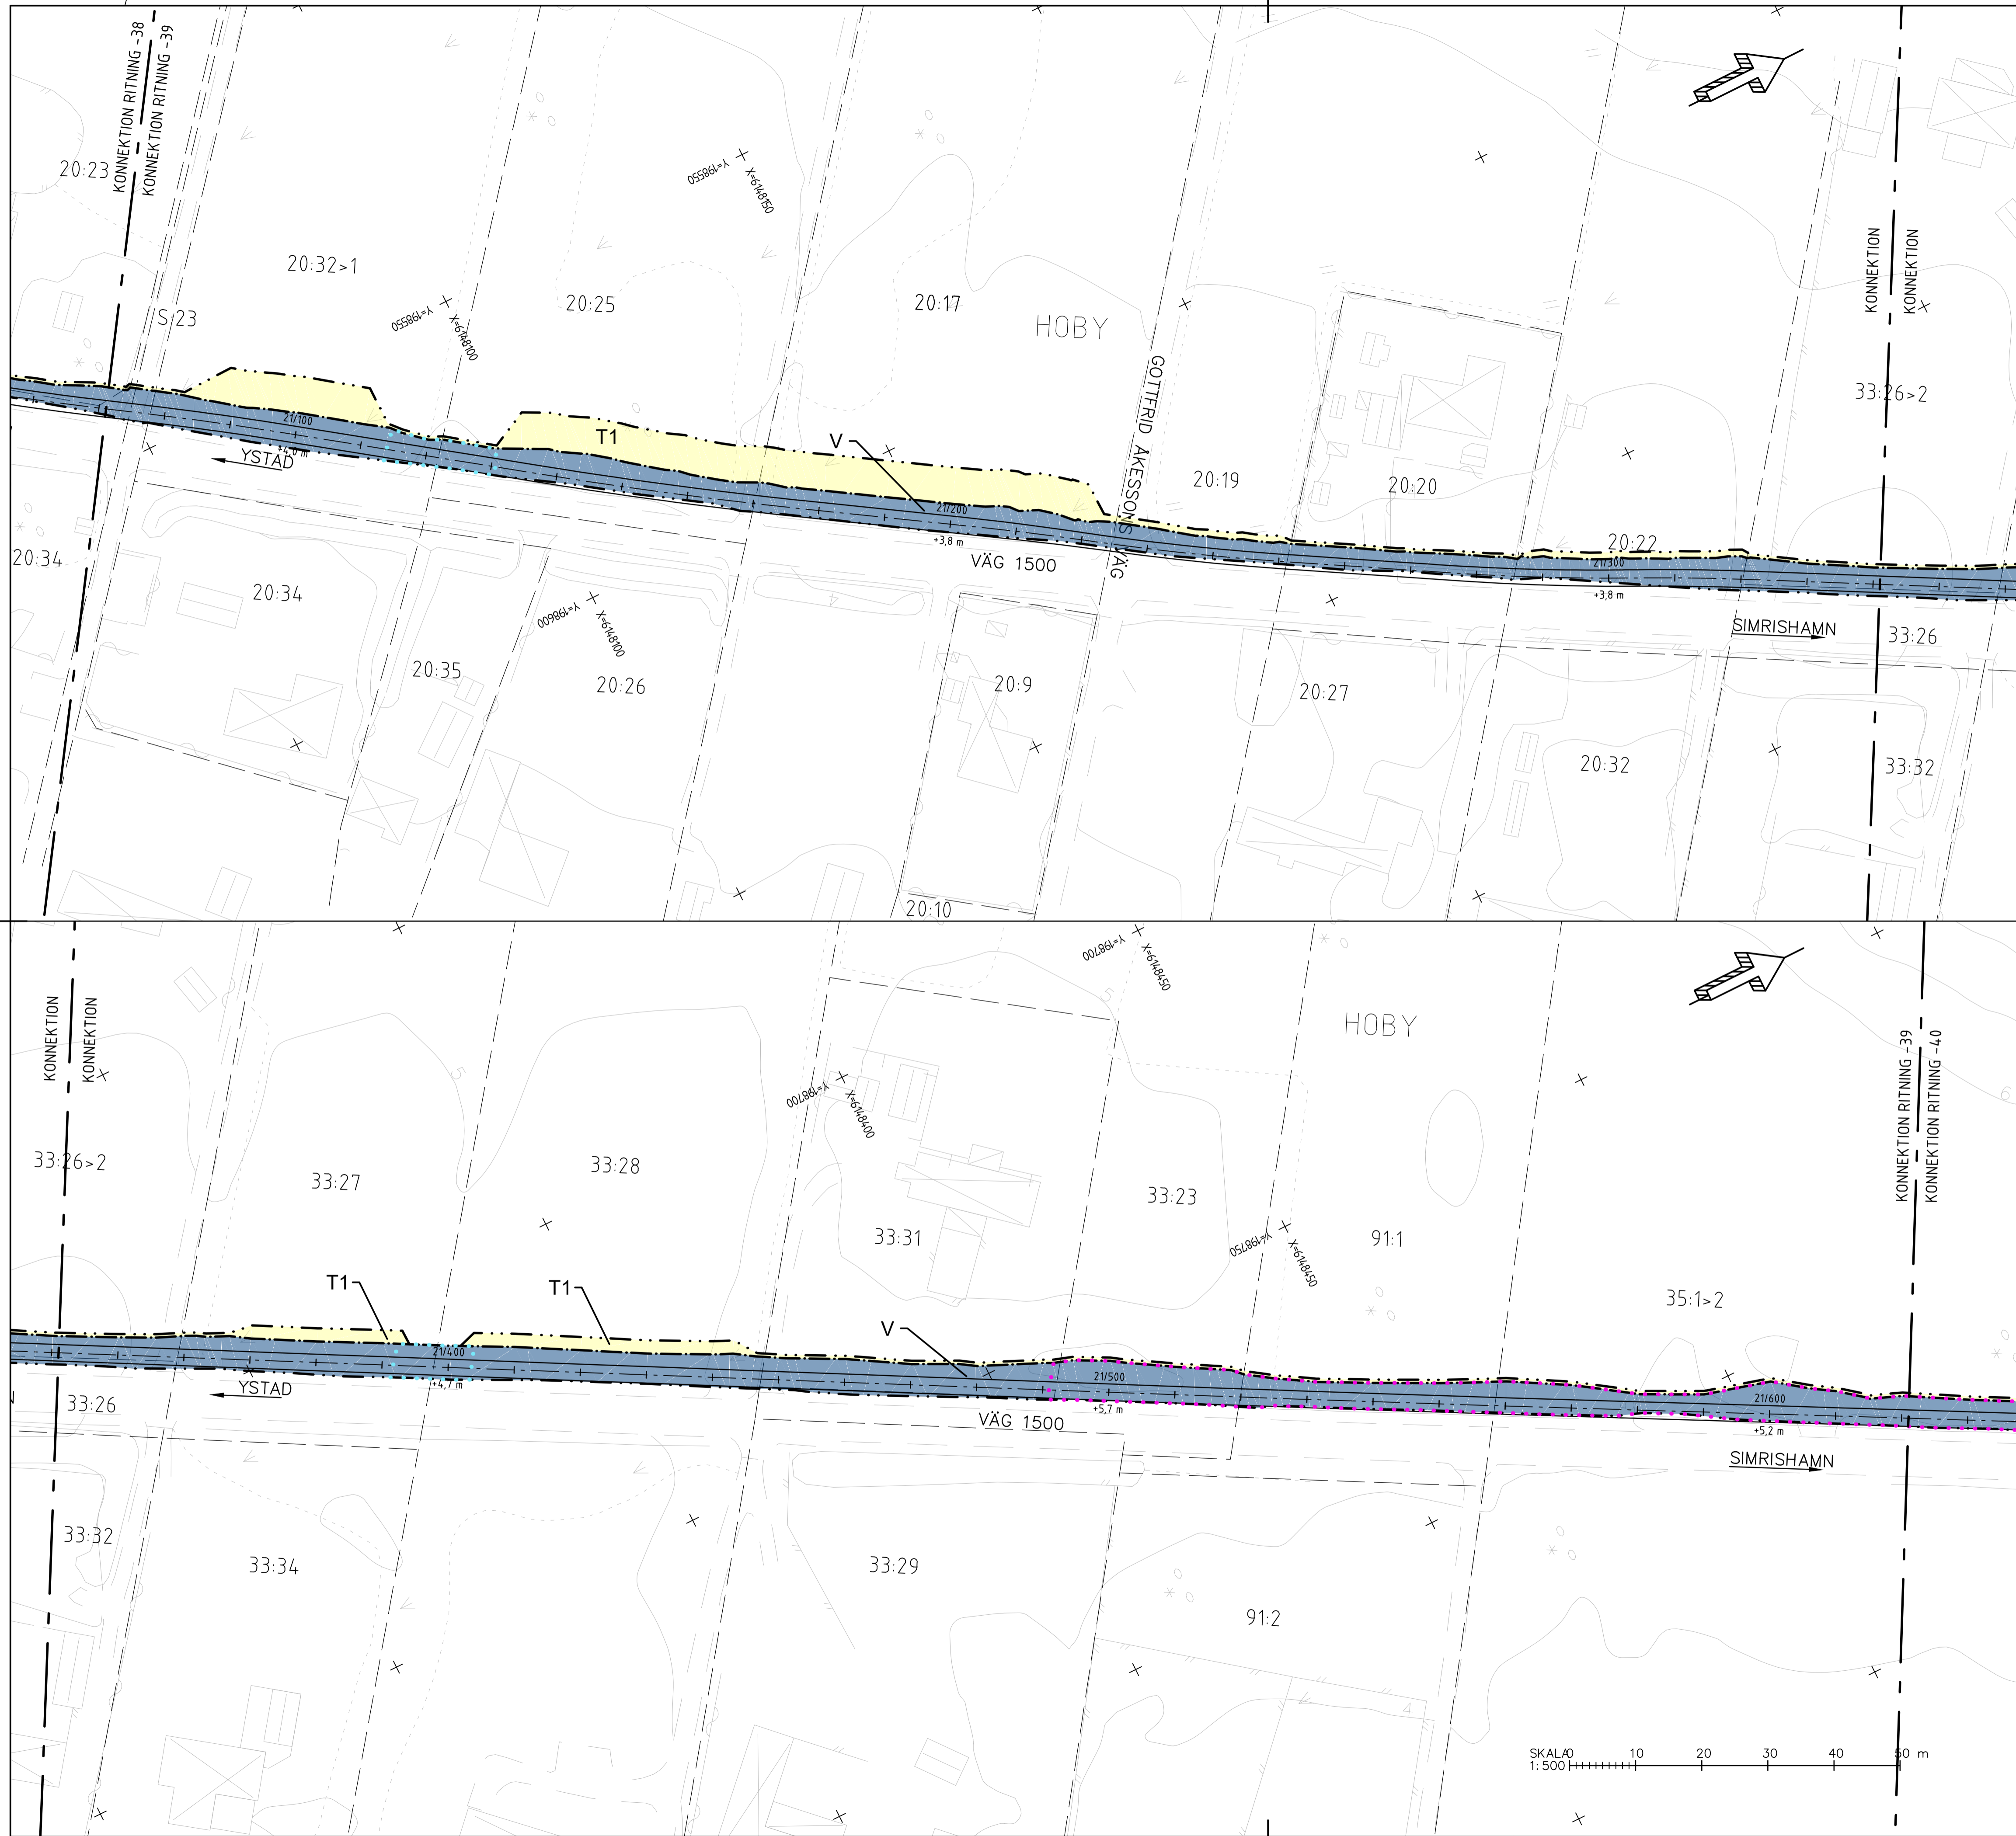 KONNEKTION RITNING -38
KONNEKTION RITNING -39
20:23
S:23
20:32>1
Y=198550
X=6148100
20:25
Y=198550
X=6148150
20:17
HOBY
GOTTFRID ÅKESSONS VÄG
20:19
20:20
20:22
KONNEKTION
KONNEKTION
33:26>2
21/100
+4,0 m
YSTAD
T1
V
21/200
+3,8 m
VÄG 1500
21/300
+3,8 m
SIMRISHAMN
33:26
20:34
20:34
20:35
Y=198600
X=6148100
20:26
20:9
20:10
20:27
20:32
33:32
KONNEKTION
KONNEKTION
33:26>2
33:27
5
33:28
Y=198700
X=6148400
33:31
5
Y=198700
X=6148450
33:23
Y=198750
X=6148450
HOBY
91:1
35:1>2
KONNEKTION RITNING -39
KONNEKTION RITNING -40
6
T1
T1
V
21/400
+4,7 m
YSTAD
33:26
21/500
+5,7 m
VÄG 1500
21/600
+5,2 m
SIMRISHAMN
33:32
33:34
33:29
91:2
4
SKALA
1:500
0 10 20 30 40 50 m